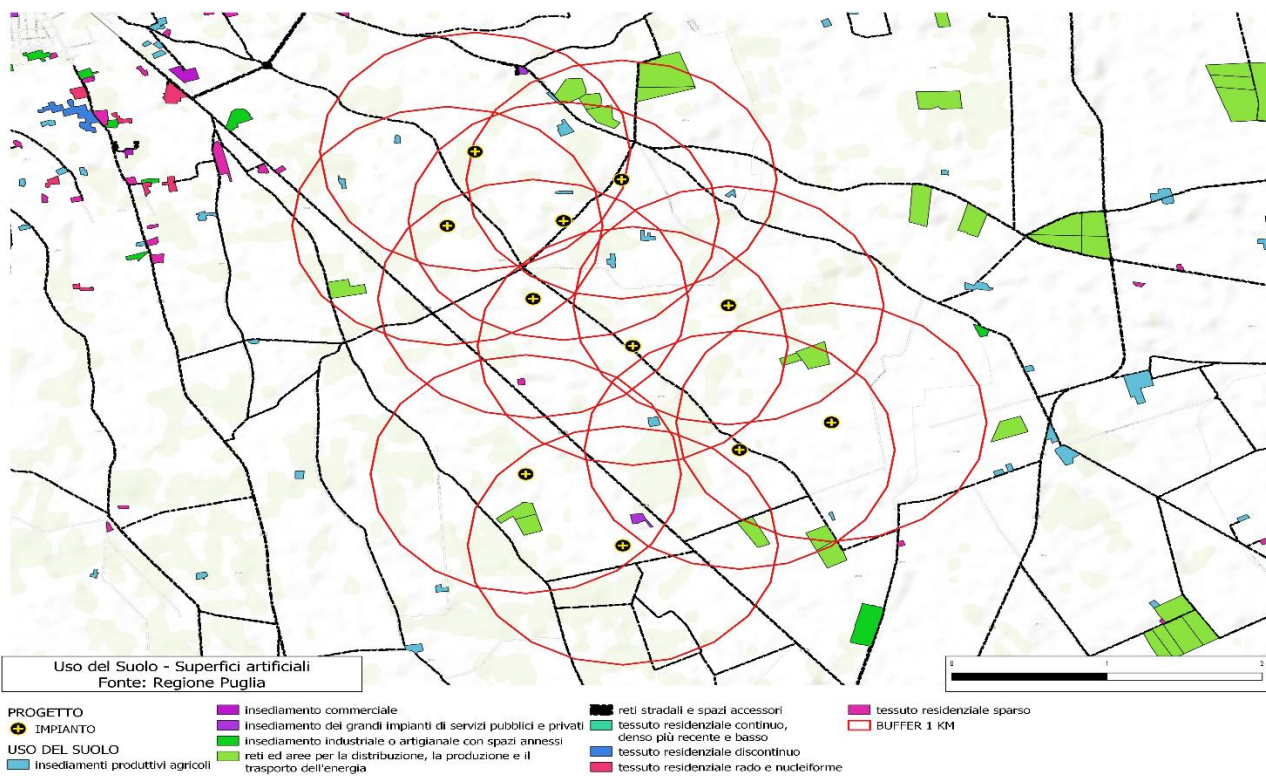 Uso del Suolo - Superfici artificiali
Fonte: Regione Puglia
0 1 2
PROGETTO
IMPIANTO
USO DEL SUOLO
insediamenti produttivi agricoli
insediamento commerciale
insediamento dei grandi impianti di servizi pubblici e privati
insediamento industriale o artigianale con spazi annessi
reti ed aree per la distribuzione, la produzione e il
trasporto dell'energia
reti stradali e spazi accessori
tessuto residenziale continuo,
denso più recente e basso
tessuto residenziale discontinuo
tessuto residenziale rado e nucleiforme
tessuto residenziale sparso
BUFFER 1 KM